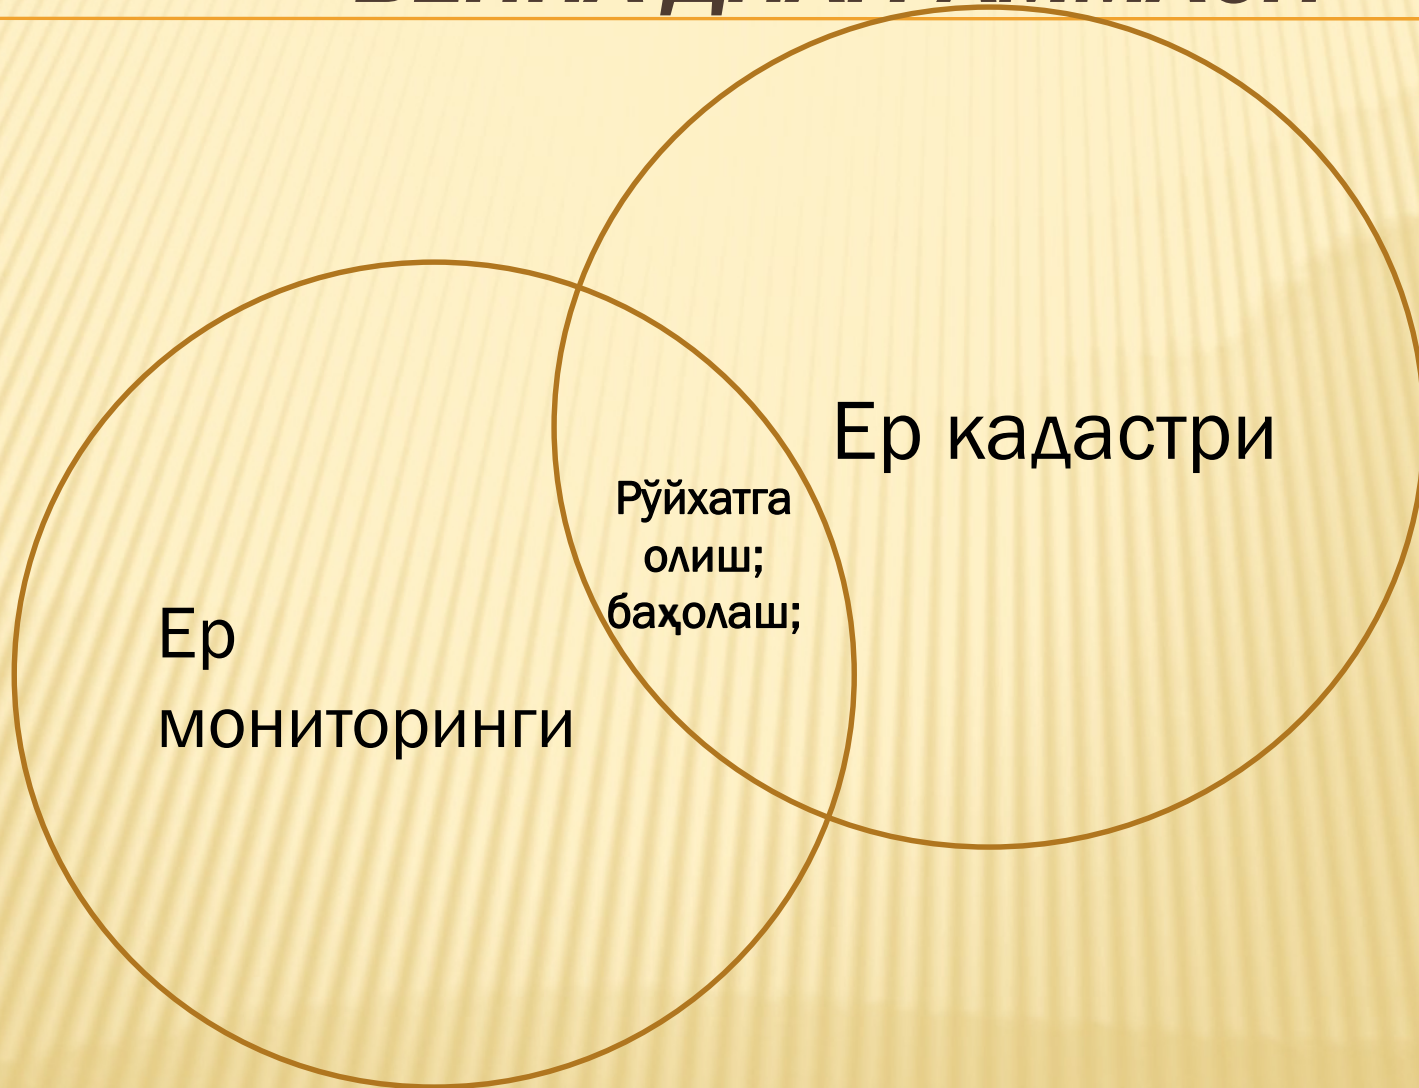 Ер кадастри
Рўйхатга
олиш;
баҳолаш;
Ер
мониторинги